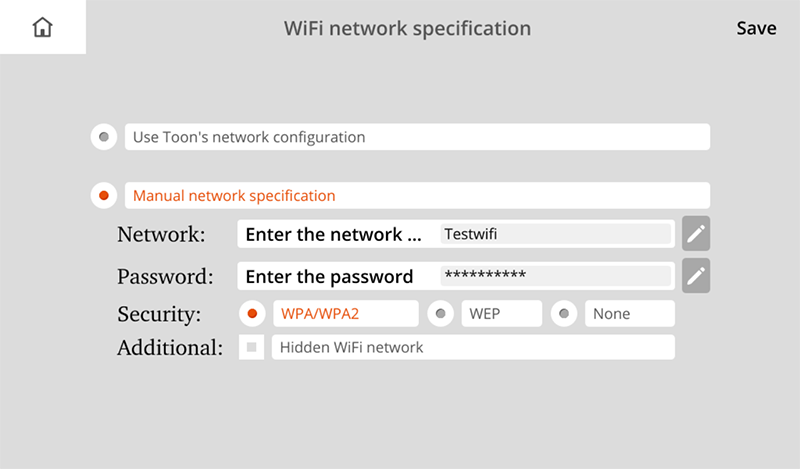 WiFi network specification Save
Use Toon's network configuration
Manual network specification
Network: Enter the network ... Testwifi
Password: Enter the password **********
Security: WPA/WPA2 WEP None
Additional: Hidden WiFi network